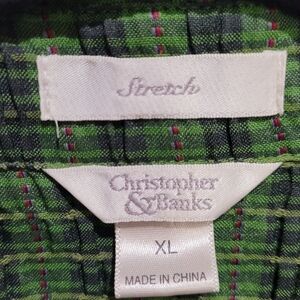 Stretch
Christopher
& Banks
XL
MADE IN CHINA